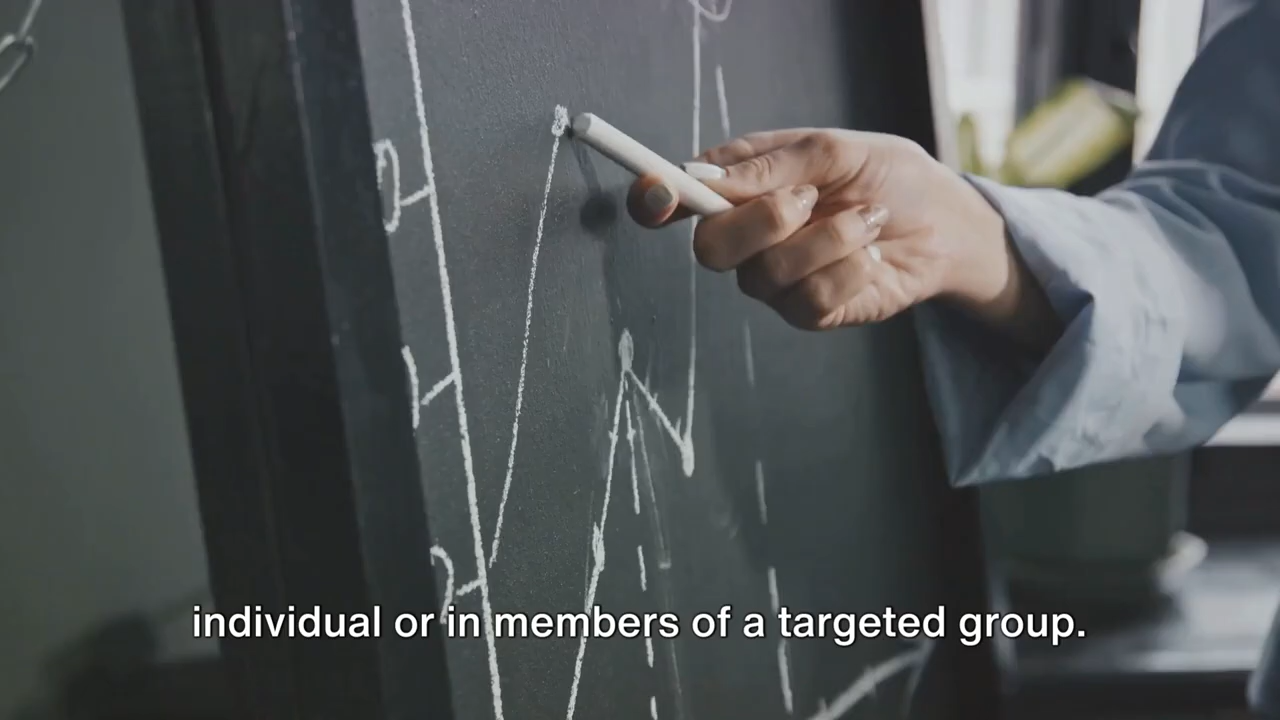 individual or in members of a targeted group.